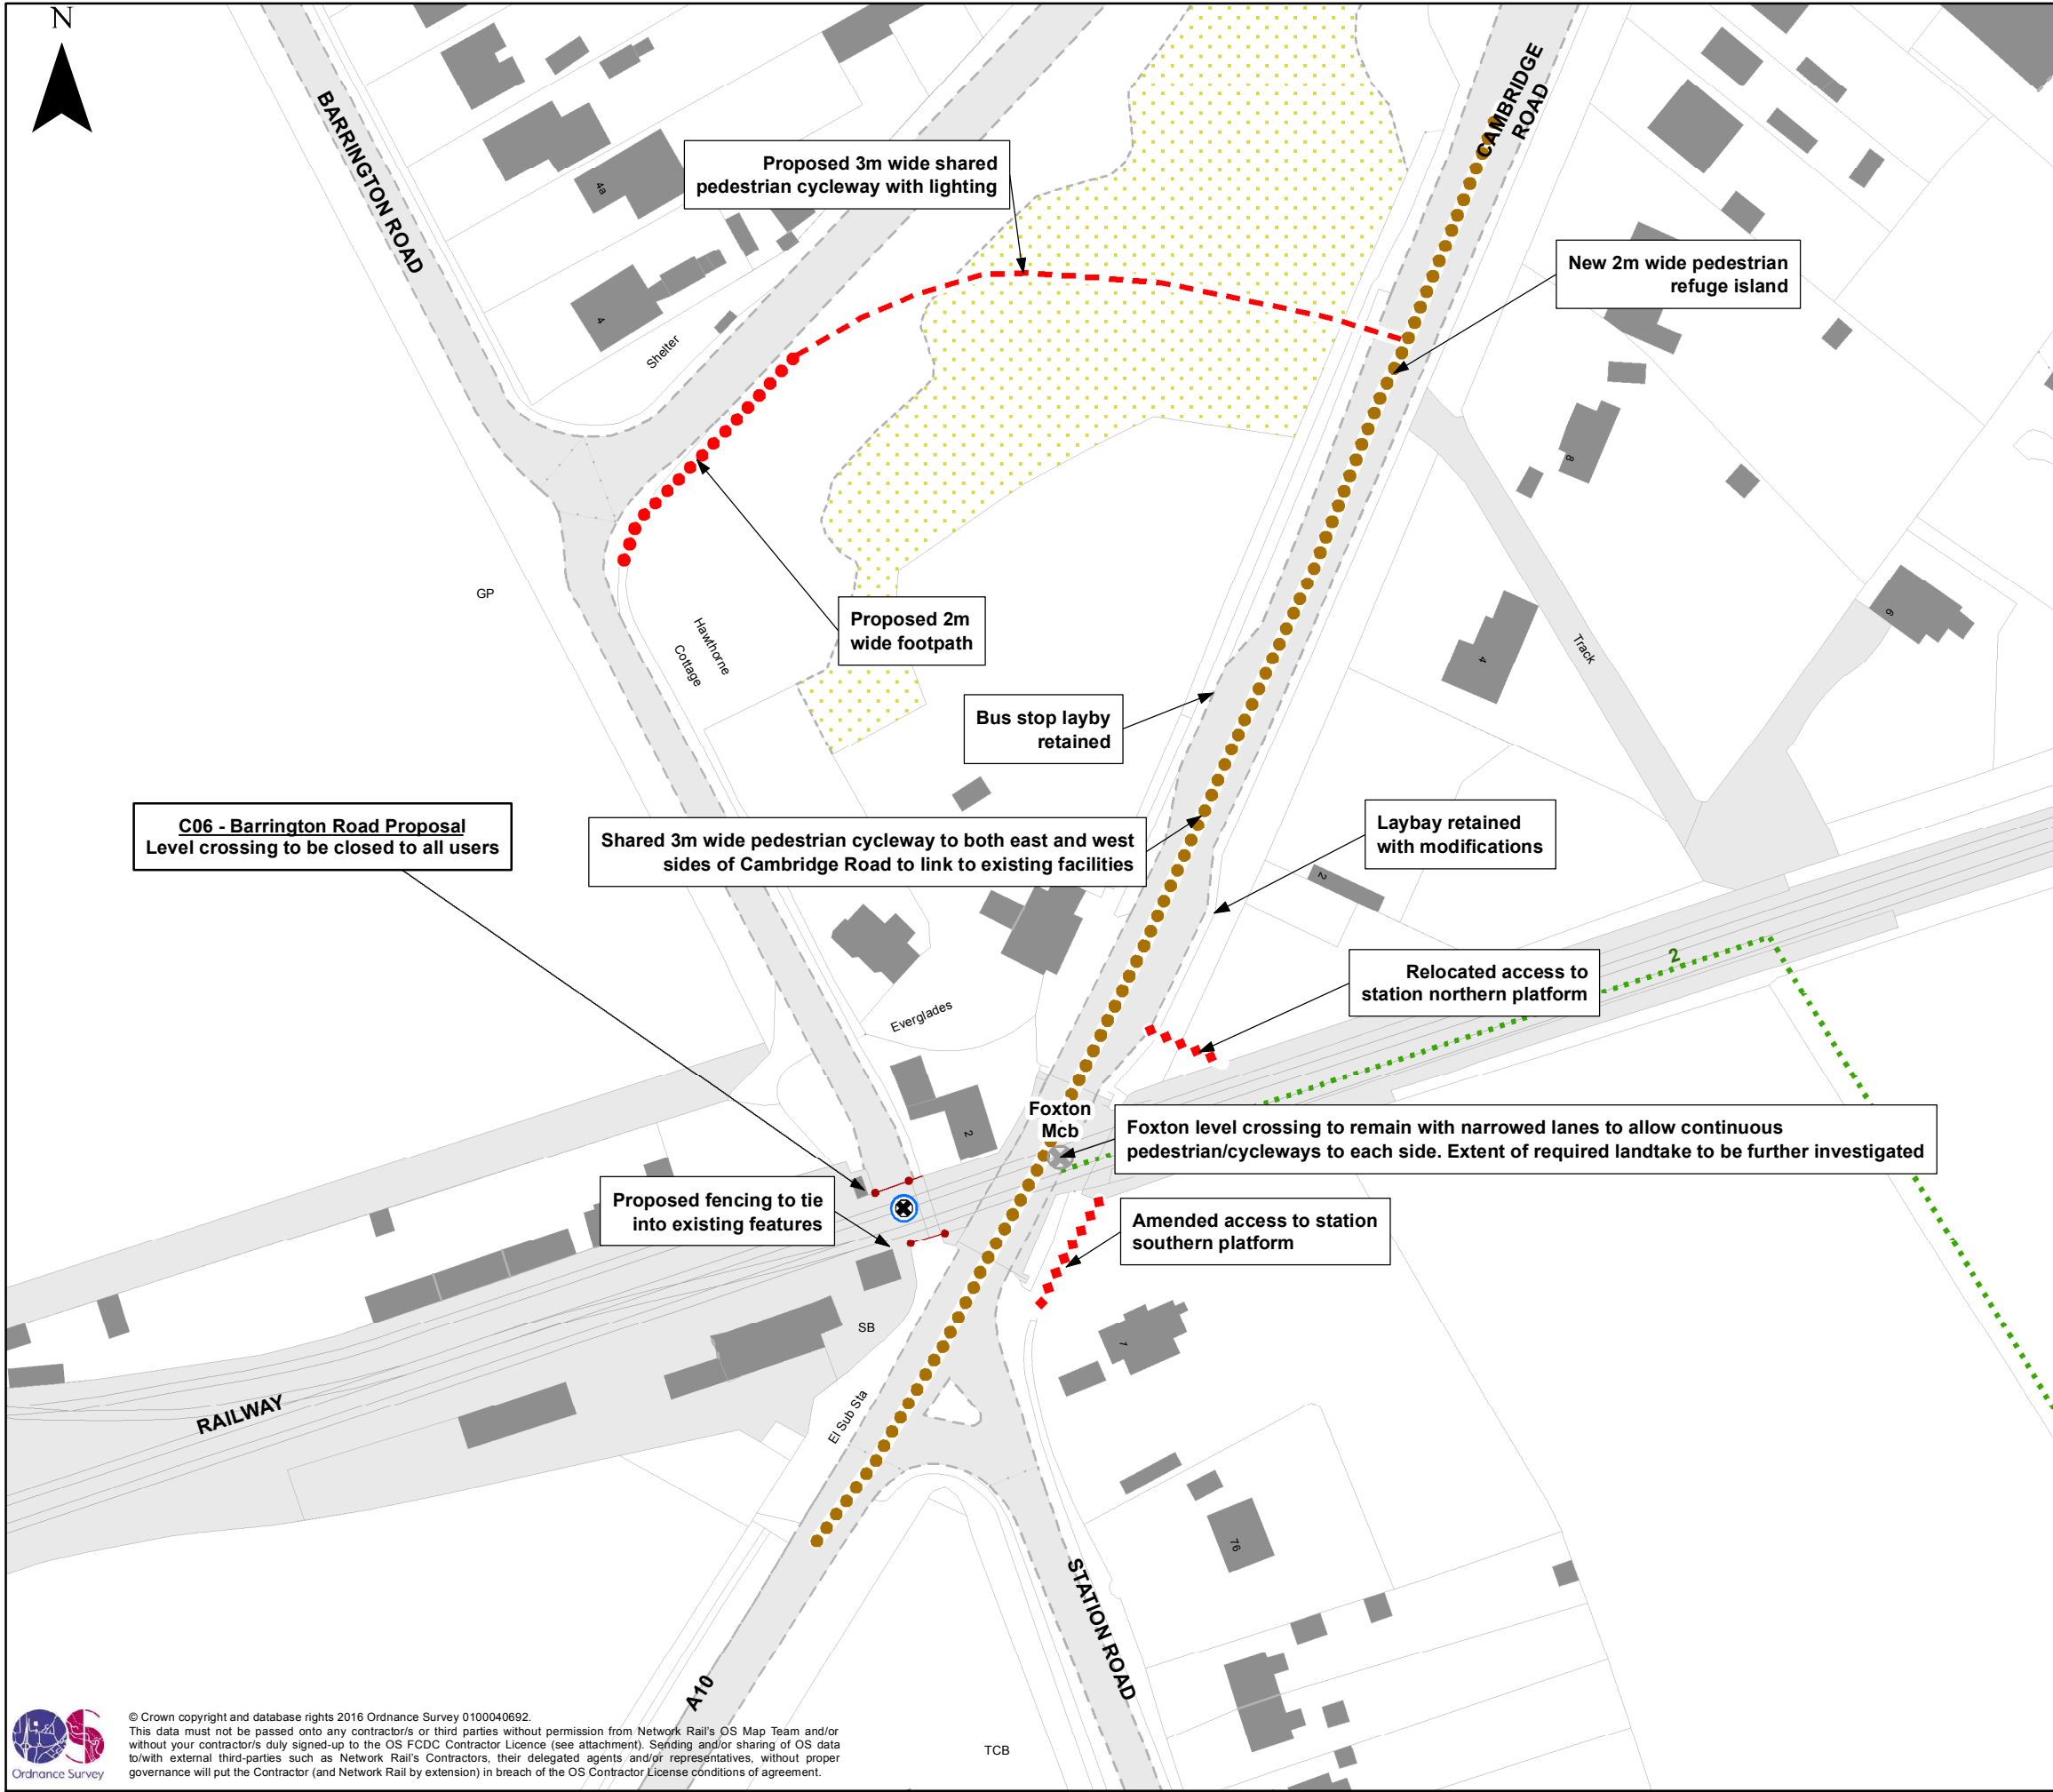 N
BARRINGTON ROAD
CAMBRIDGE
ROAD
4a
Proposed 3m wide shared
pedestrian cycleway with lighting
New 2m wide pedestrian
refuge island
4
Shelter
8
GP
Hawthorne
Cottage
Proposed 2m
wide footpath
6
4
Track
Bus stop layby
retained
C06 - Barrington Road Proposal
Level crossing to be closed to all users
Shared 3m wide pedestrian cycleway to both east and west
sides of Cambridge Road to link to existing facilities
Laybay retained
with modifications
2
Relocated access to
station northern platform
2
Everglades
Foxton
Mcb
2
Foxton level crossing to remain with narrowed lanes to allow continuous
pedestrian/cycleways to each side. Extent of required landtake to be further investigated
Proposed fencing to tie
into existing features
Amended access to station
southern platform
SB
1
RAILWAY
El Sub Sta
76
STATION ROAD
A10
TCB
Ordnance Survey
© Crown copyright and database rights 2016 Ordnance Survey 0100040692.
This data must not be passed onto any contractor/s or third parties without permission from Network Rail's OS Map Team and/or
without your contractor/s duly signed-up to the OS FCDC Contractor Licence (see attachment). Sending and/or sharing of OS data
to/with external third-parties such as Network Rail's Contractors, their delegated agents and/or representatives, without proper
governance will put the Contractor (and Network Rail by extension) in breach of the OS Contractor License conditions of agreement.